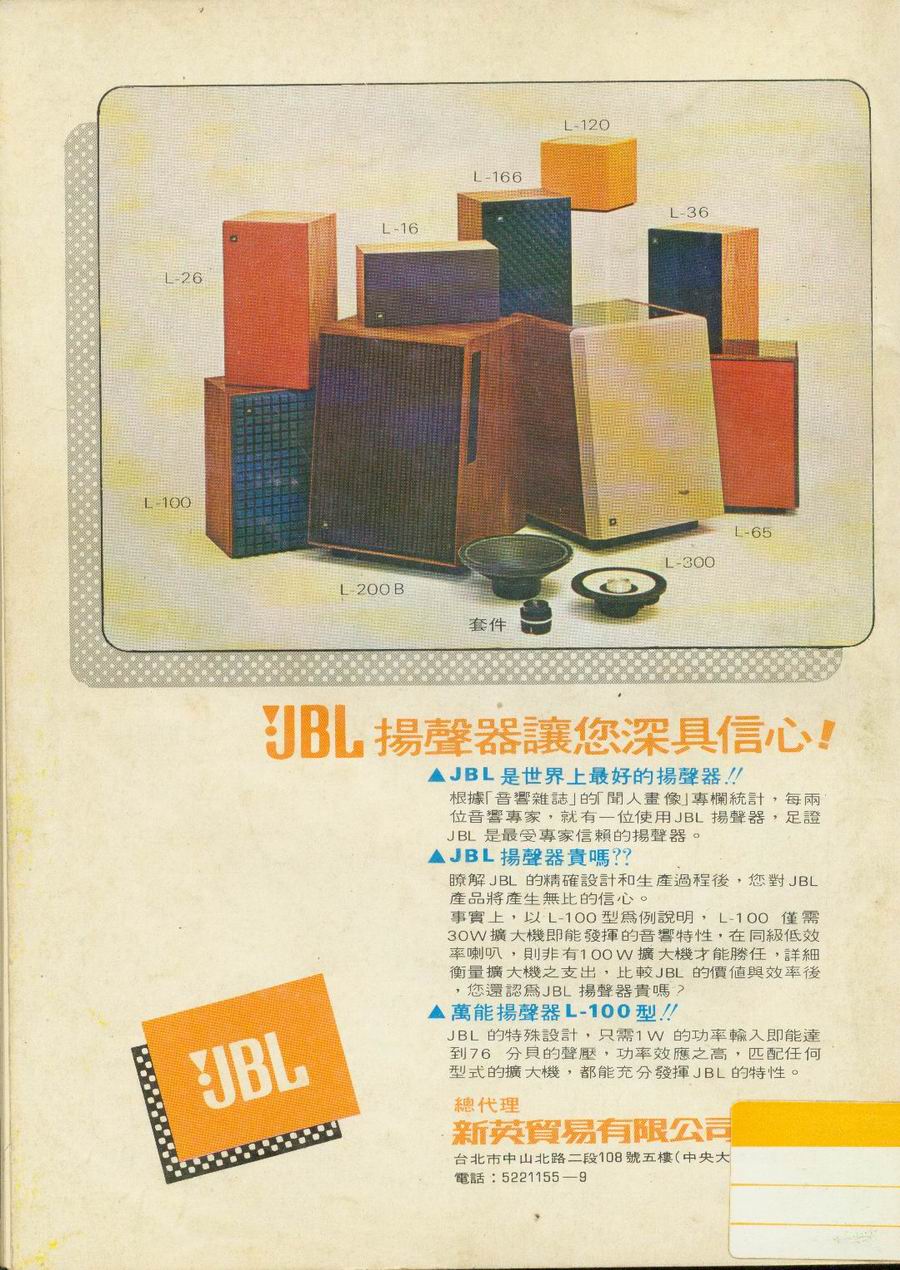 L-120
L-166
L-36
L-16
L-26
L-100
L-65
L-300
L-200B
套件
JBL 揚聲器讓您深具信心!
▲JBL 是世界上最好的揚聲器!!
根據「音響雜誌」的「聞人畫像」專欄統計，每兩
位音響專家，就有一位使用JBL 揚聲器，足證
JBL 是最受專家信賴的揚聲器。
▲JBL 揚聲器貴嗎??
瞭解JBL 的精確設計和生產過程後，您對JBL
產品將產生無比的信心。
事實上，以 L-100 型爲例說明， L-100 僅需
30W擴大機即能發揮的音響特性，在同級低效
率喇叭，則非有100W擴大機才能勝任，詳細
衡量擴大機之支出，比較JBL 的價値與效率後
，您還認爲JBL 揚聲器貴嗎？
▲萬能揚聲器L-100型!!
JBL 的特殊設計，只需1W 的功率輸入即能達
到76 分貝的聲壓，功率效應之高，匹配任何
型式的擴大機，都能充分發揮JBL 的特性。
JBL
總代理
新英貿易有限公司
台北市中山北路二段108號五樓(中央大
電話：5221155—9